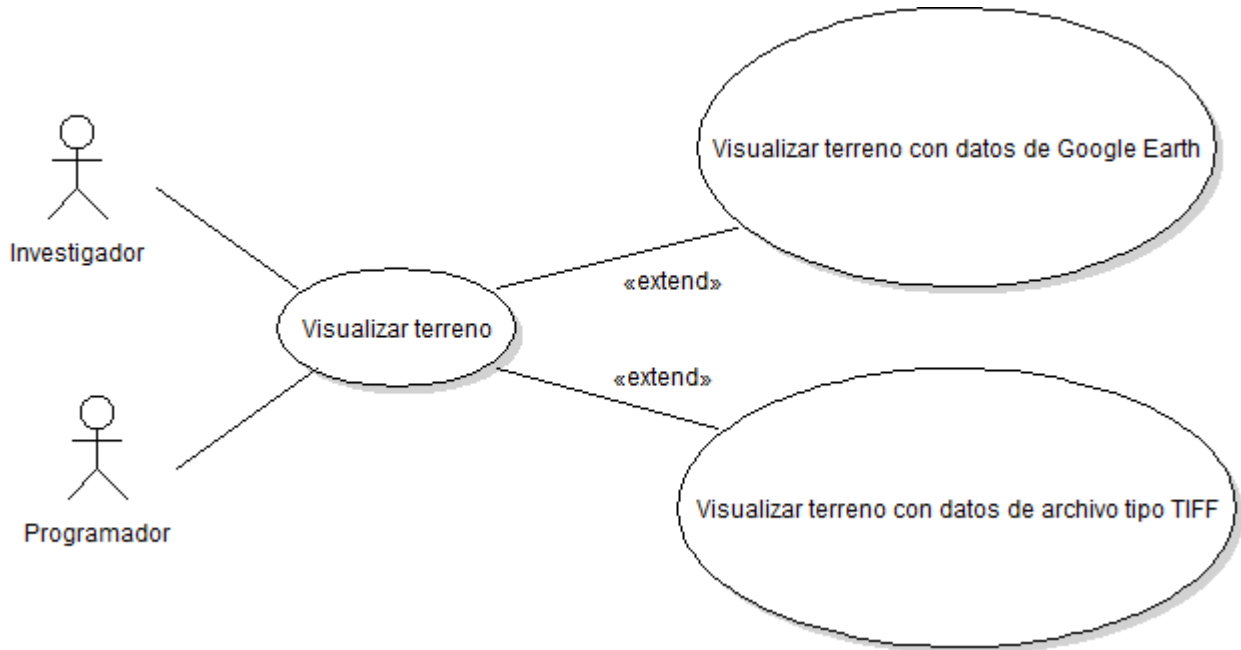 Visualizar terreno con datos de Google Earth
Investigador
«extend»
Visualizar terreno
«extend»
Visualizar terreno con datos de archivo tipo TIFF
Programador